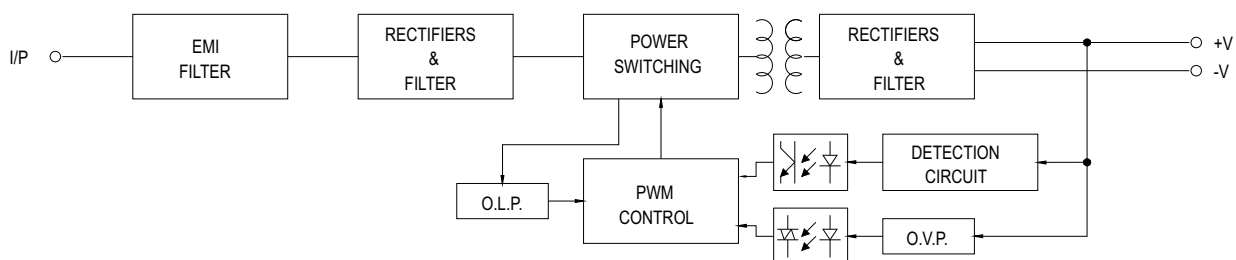 I/P
EMI
FILTER
RECTIFIERS
&
FILTER
POWER
SWITCHING
RECTIFIERS
&
FILTER
+V
-V
O.L.P.
PWM
CONTROL
DETECTION
CIRCUIT
O.V.P.